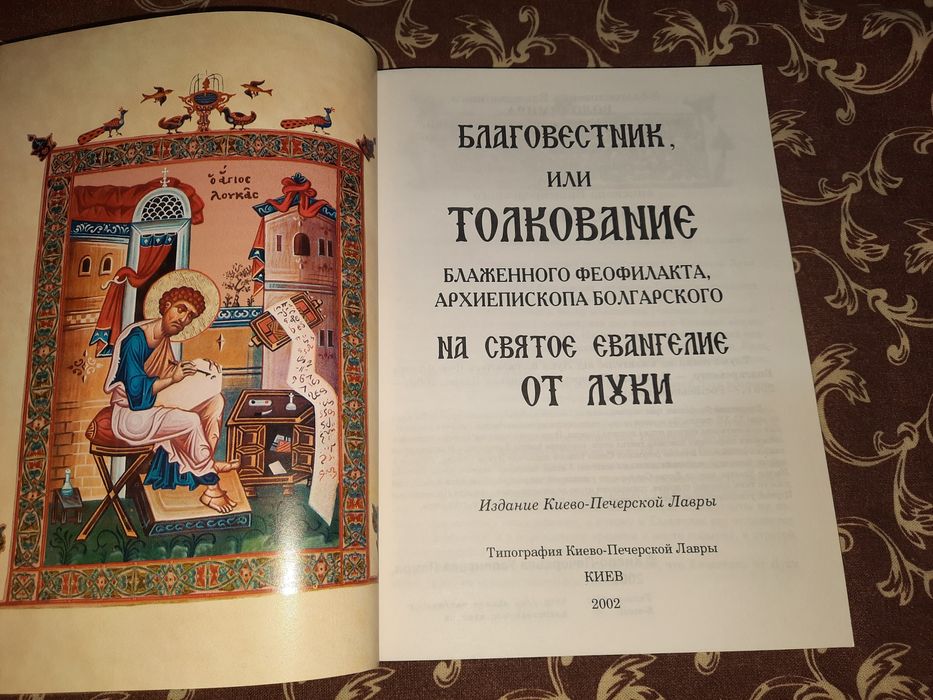 ὁ ἅγιος
λουκᾶς
БЛАГОВЕСТНИК,
ИЛИ
ТОЛКОВАНИЕ
БЛАЖЕННОГО ФЕОФИЛАКТА,
АРХИЕПИСКОПА БОЛГАРСКОГО
НА СВЯТОЕ ЕВАНГЕЛИЕ
ОТ ЛꙊКИ
Издание Киево-Печерской Лавры
Типография Киево-Печерской Лавры
КИЕВ
2002